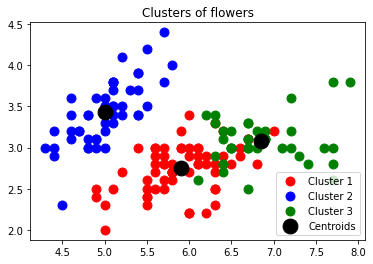 Clusters of flowers
4.5
4.0
3.5
3.0
2.5
2.0
Cluster 1
Cluster 2
Cluster 3
Centroids
4.5 5.0 5.5 6.0 6.5 7.0 7.5 8.0